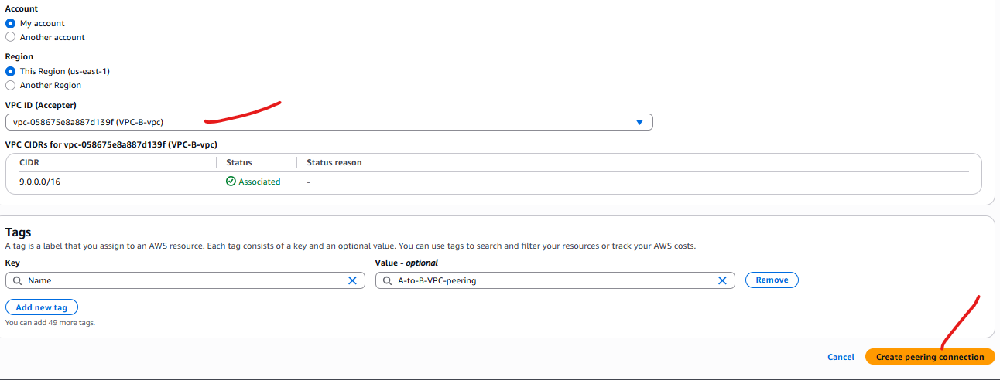 Account
My account
Another account
Region
This Region (us-east-1)
Another Region
VPC ID (Accepter)
vpc-058675e8a887d139f (VPC-B-vpc)
VPC CIDRs for vpc-058675e8a887d139f (VPC-B-vpc)
CIDR Status Status reason
9.0.0.0/16 Associated -
Tags
A tag is a label that you assign to an AWS resource. Each tag consists of a key and an optional value. You can use tags to search and filter your resources or track your AWS costs.
Key Value - optional
Name A-to-B-VPC-peering Remove
Add new tag
You can add 49 more tags.
Cancel Create peering connection